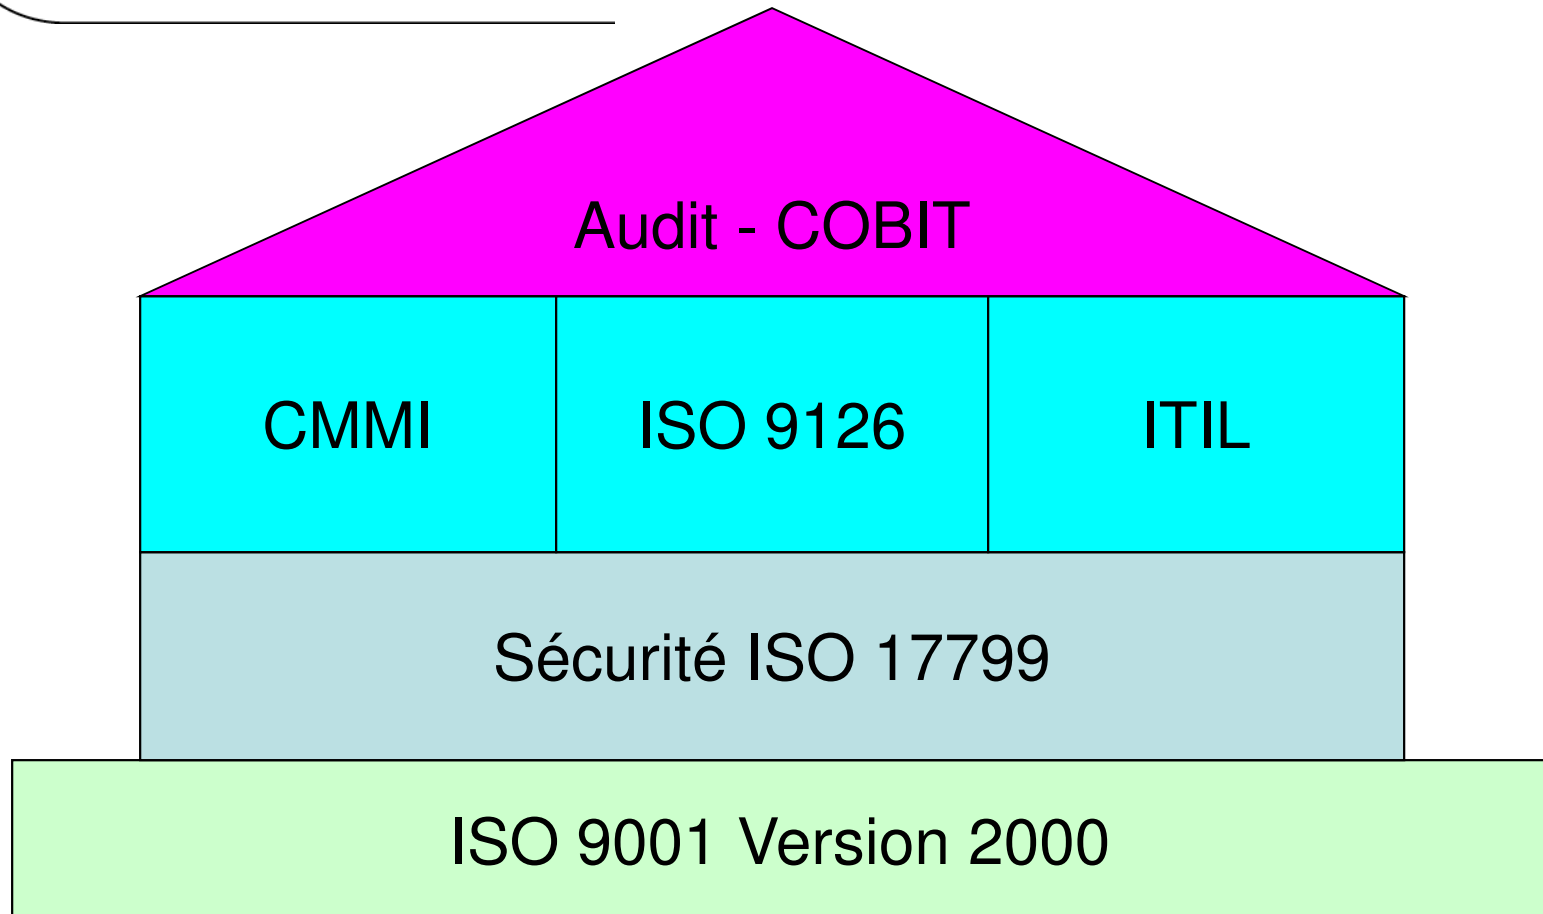 Audit - COBIT
CMMI
ISO 9126
ITIL
Sécurité ISO 17799
ISO 9001 Version 2000